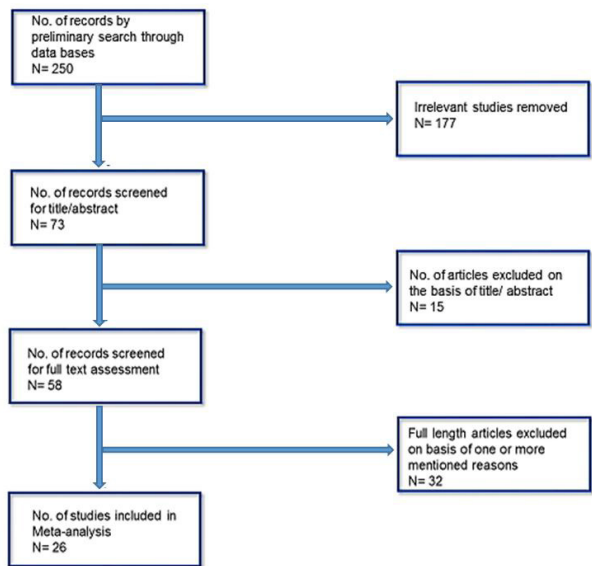 No. of records by
preliminary search through
data bases
N= 250
Irrelevant studies removed
N= 177
No. of records screened
for title/abstract
N= 73
No. of articles excluded on
the basis of title/ abstract
N= 15
No. of records screened
for full text assessment
N= 58
Full length articles excluded
on basis of one or more
mentioned reasons
N= 32
No. of studies included in
Meta-analysis
N= 26